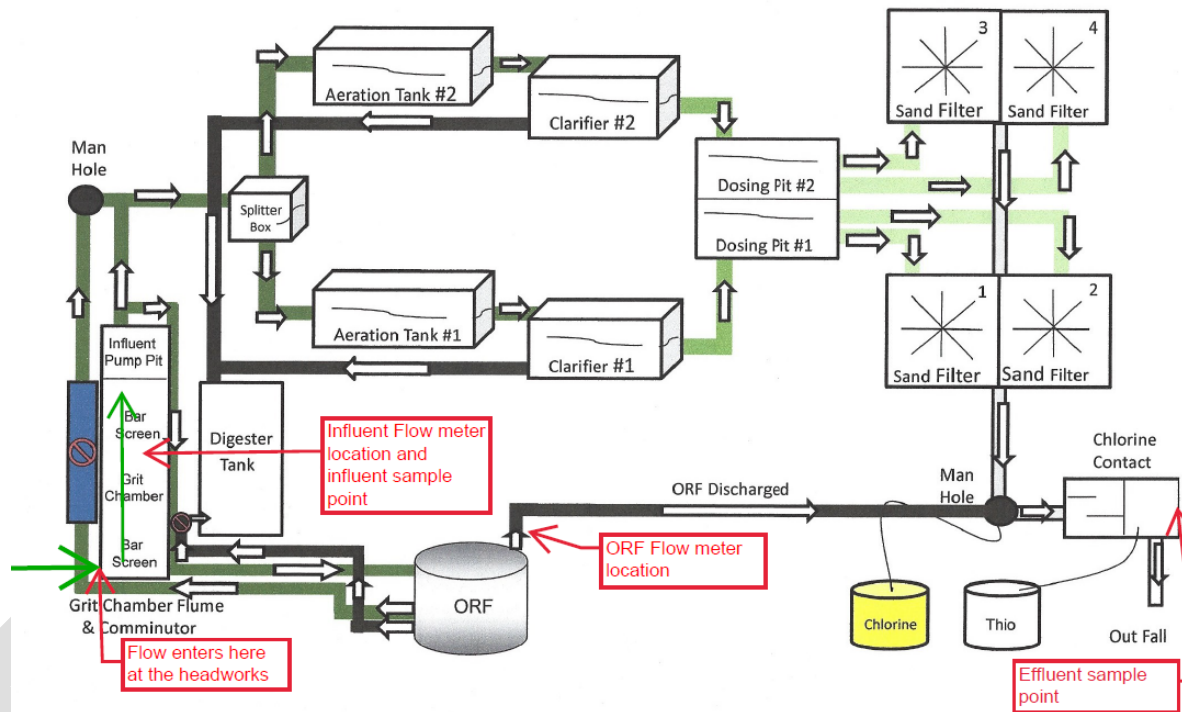 3
4
Sand Filter
Sand Filter
Aeration Tank #2
Clarifier #2
Man
Hole
Splitter
Box
Dosing Pit #2
Dosing Pit #1
Aeration Tank #1
Clarifier #1
1
2
Sand Filter
Sand Filter
Influent
Pump Pit
Bar
Screen
Grit
Chamber
Bar
Screen
Digester
Tank
Influent Flow meter
location and
influent sample
point
Grit Chamber Flume
& Comminutor
Flow enters here
at the headworks
ORF
ORF Discharged
ORF Flow meter
location
Man
Hole
Chlorine
Contact
Chlorine
Thio
Out Fall
Effluent sample
point